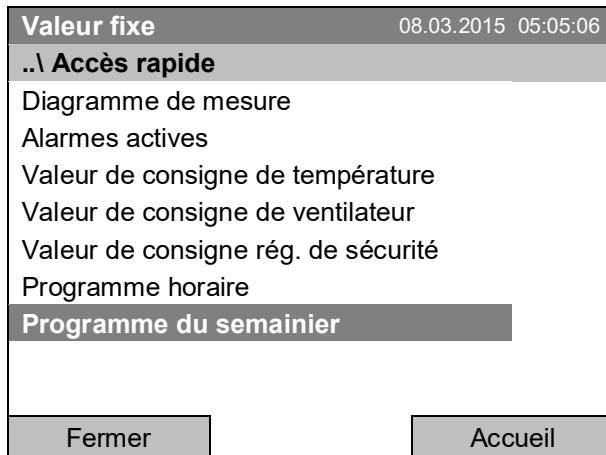 Valeur fixe 08.03.2015 05:05:06
..\ Accès rapide
Diagramme de mesure
Alarmes actives
Valeur de consigne de température
Valeur de consigne de ventilateur
Valeur de consigne rég. de sécurité
Programme horaire
Programme du semainier
Fermer Accueil